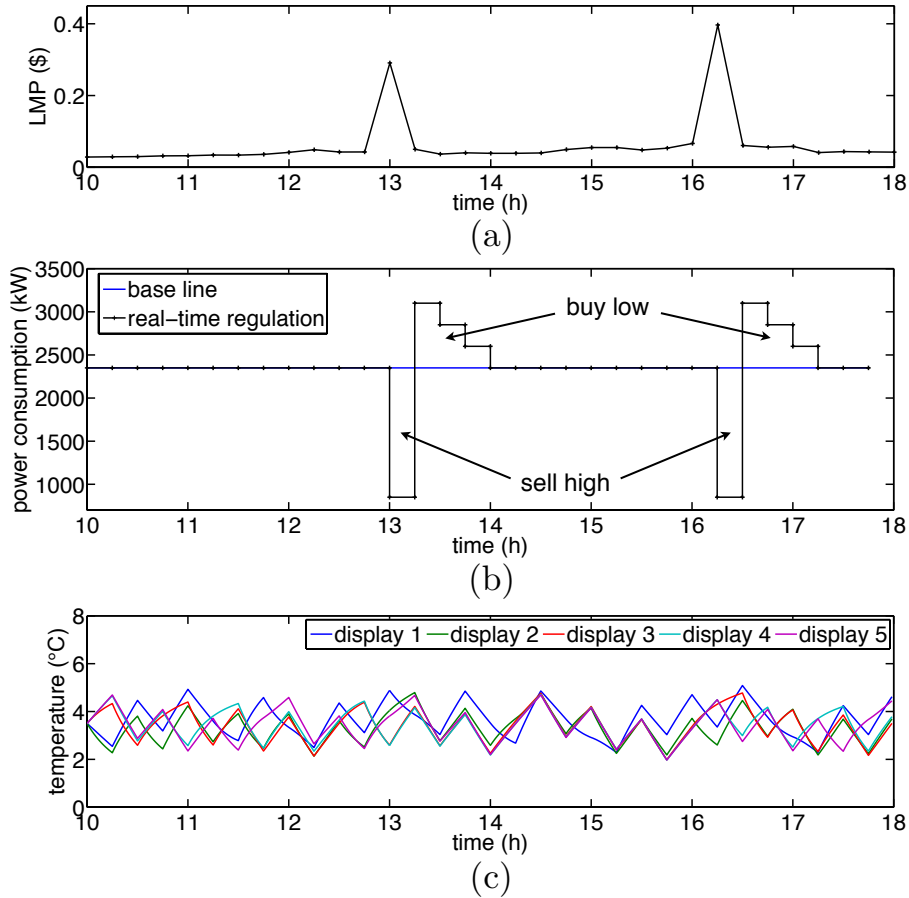 LMP ($)
0.4
0.2
0
10 11 12 13 14 15 16 17 18
time (h)
(a)
power consumption (kW)
3500
3000
2500
2000
1500
1000
base line
real-time regulation
buy low
sell high
10 11 12 13 14 15 16 17 18
time (h)
(b)
temperature (°C)
8
6
4
2
0
display 1 display 2 display 3 display 4 display 5
10 11 12 13 14 15 16 17 18
time (h)
(c)